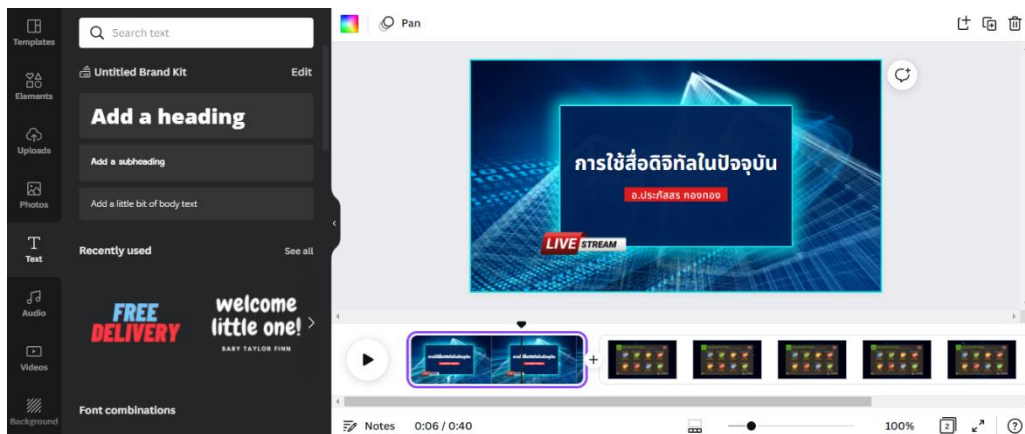 Templates
Elements
Uploads
Photos
Text
Audio
Videos
Background
Search text
Untitled Brand Kit
Edit
Add a heading
Add a subheading
Add a little bit of body text
Recently used
See all
FREE
DELIVERY
welcome
little one!
BABY TAYLOR FINN
Font combinations
Pan
การใช้สื่อดิจิทัลในปัจจุบัน
อ.ประภัสสร กองทอง
LIVE STREAM
Notes
0:06 / 0:40
100%
2